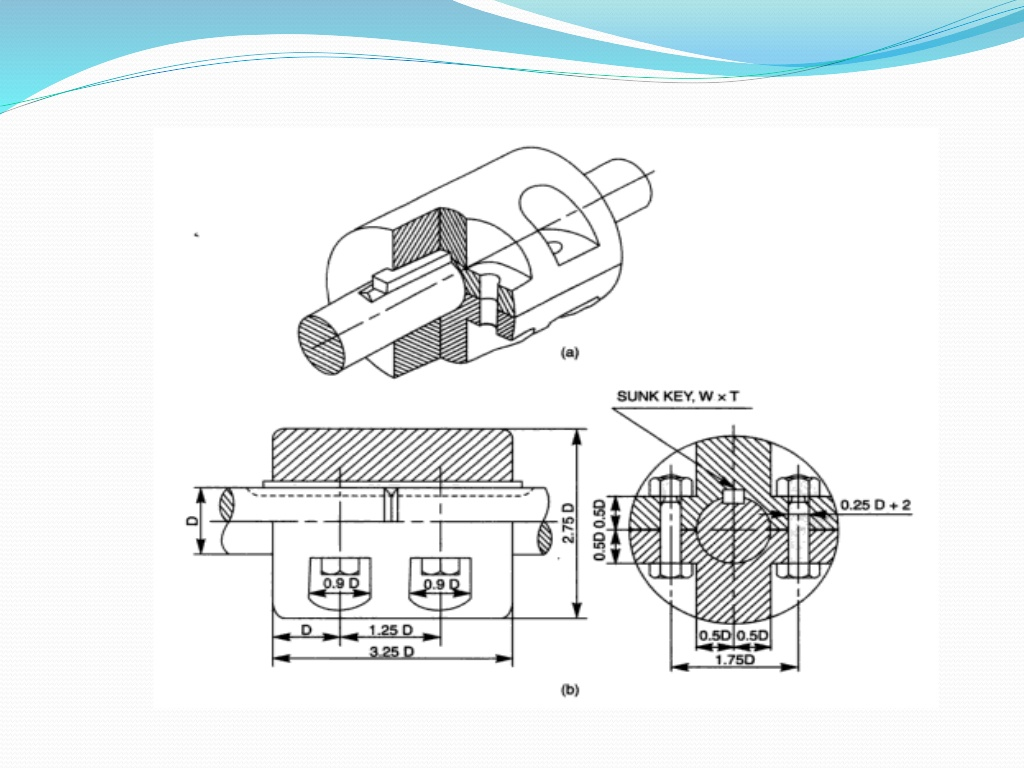 (a)
SUNK KEY, W × T
D
2.75 D
0.9 D
0.9 D
D
1.25 D
3.25 D
0.5D
0.5D
0.25 D + 2
0.5D
0.5D
1.75D
(b)